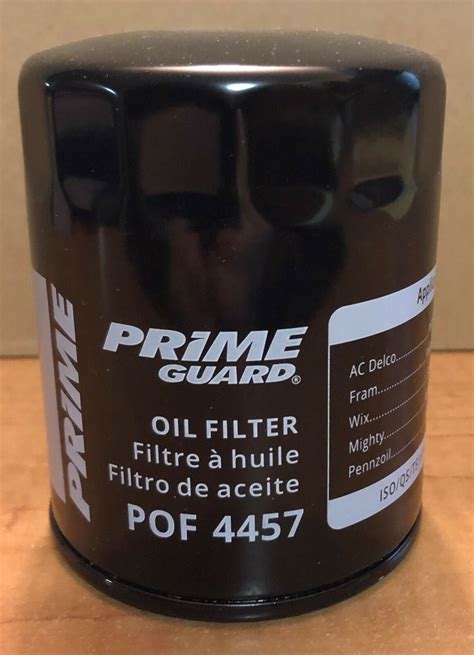 PRIME
PRIME
GUARD®
OIL FILTER
Filtre à huile
Filtro de aceite
POF 4457
AC Delco
Fram
Wix
Mighty
Pennzoil